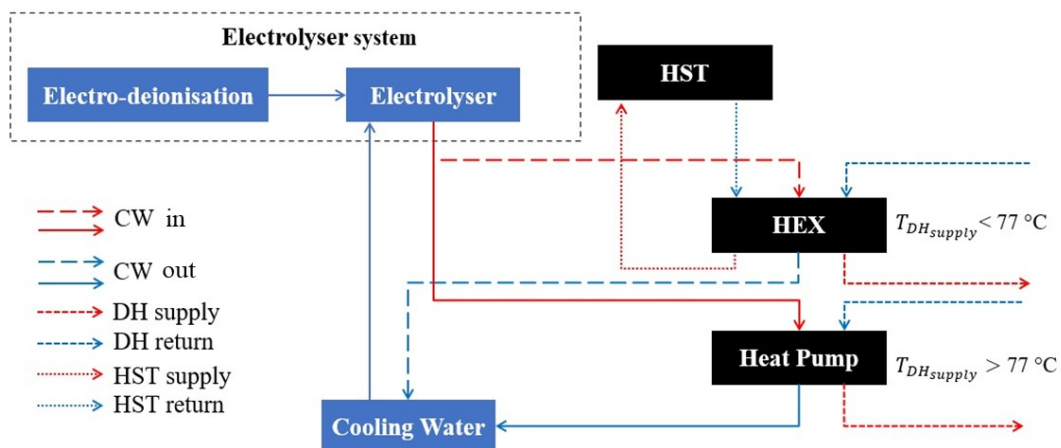 Electrolyser system
Electro-deionisation
Electrolyser
HST
HEX
T_DH_supply < 77 °C
CW in
CW out
DH supply
DH return
HST supply
HST return
Heat Pump
T_DH_supply > 77 °C
Cooling Water